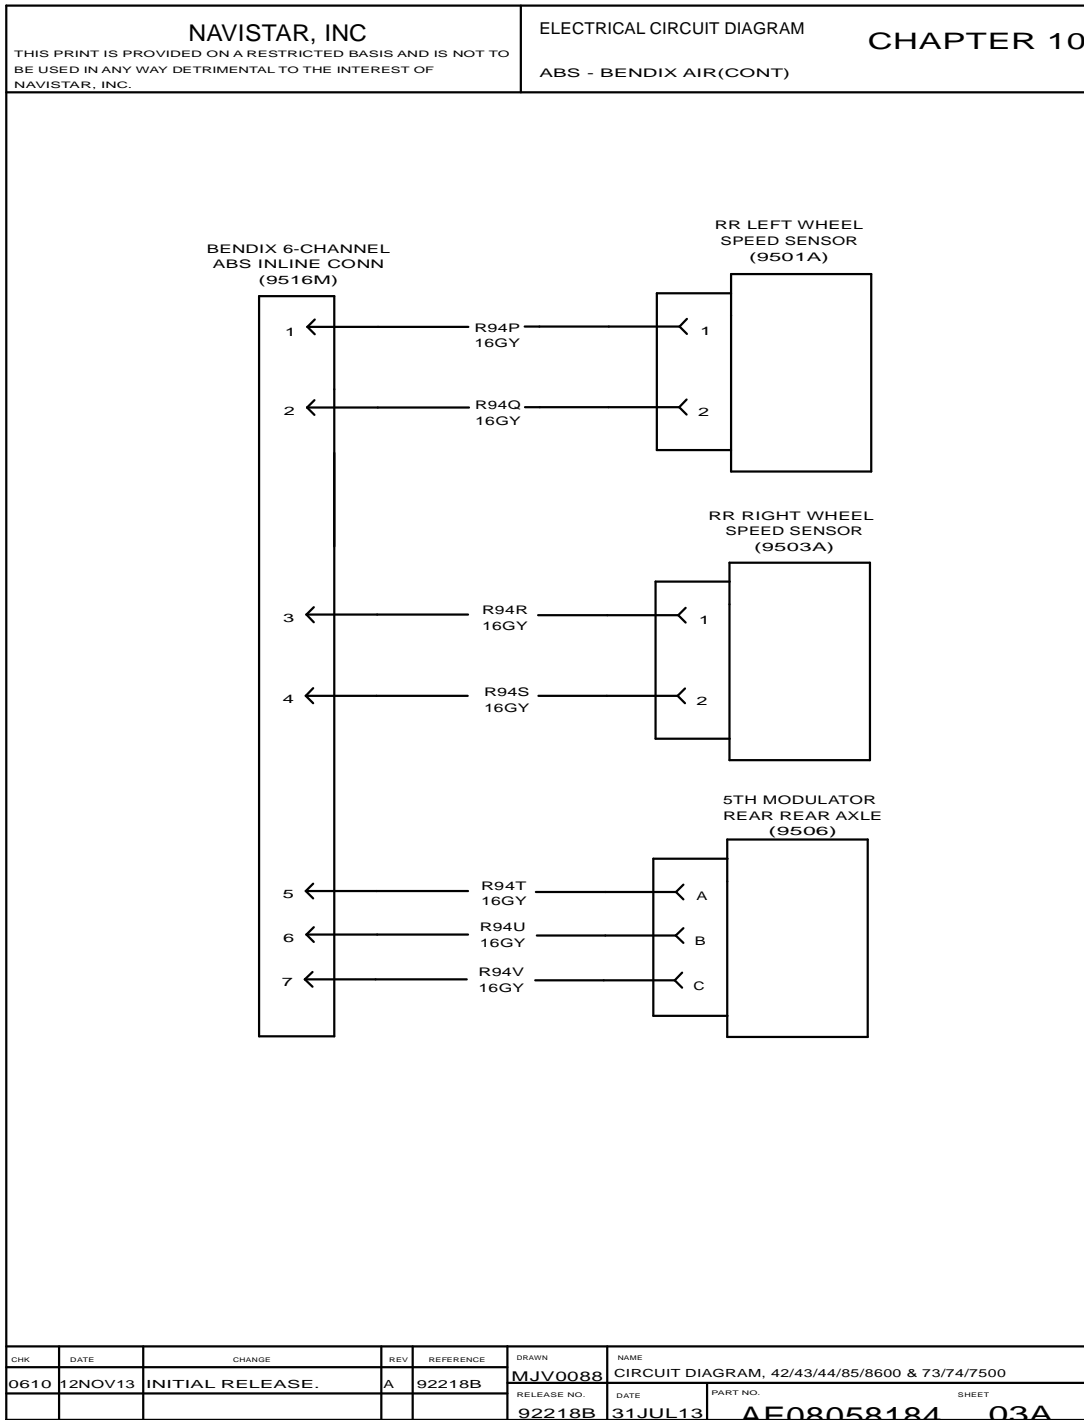 NAVISTAR, INC
THIS PRINT IS PROVIDED ON A RESTRICTED BASIS AND IS NOT TO
BE USED IN ANY WAY DETRIMENTAL TO THE INTEREST OF
NAVISTAR, INC.
ELECTRICAL CIRCUIT DIAGRAM
ABS - BENDIX AIR(CONT)
CHAPTER 10
BENDIX 6-CHANNEL
ABS INLINE CONN
(9516M)
RR LEFT WHEEL
SPEED SENSOR
(9501A)
1
R94P
16GY
1
2
R94Q
16GY
2
RR RIGHT WHEEL
SPEED SENSOR
(9503A)
3
R94R
16GY
1
4
R94S
16GY
2
5TH MODULATOR
REAR REAR AXLE
(9506)
5
R94T
16GY
A
6
R94U
16GY
B
7
R94V
16GY
C
CHK DATE CHANGE REV REFERENCE
0610 12NOV13 INITIAL RELEASE. A 92218B
DRAWN
MJV0088
NAME
CIRCUIT DIAGRAM, 42/43/44/85/8600 & 73/74/7500
RELEASE NO.
92218B
DATE
31JUL13
PART NO.
AE08058184
SHEET
03A